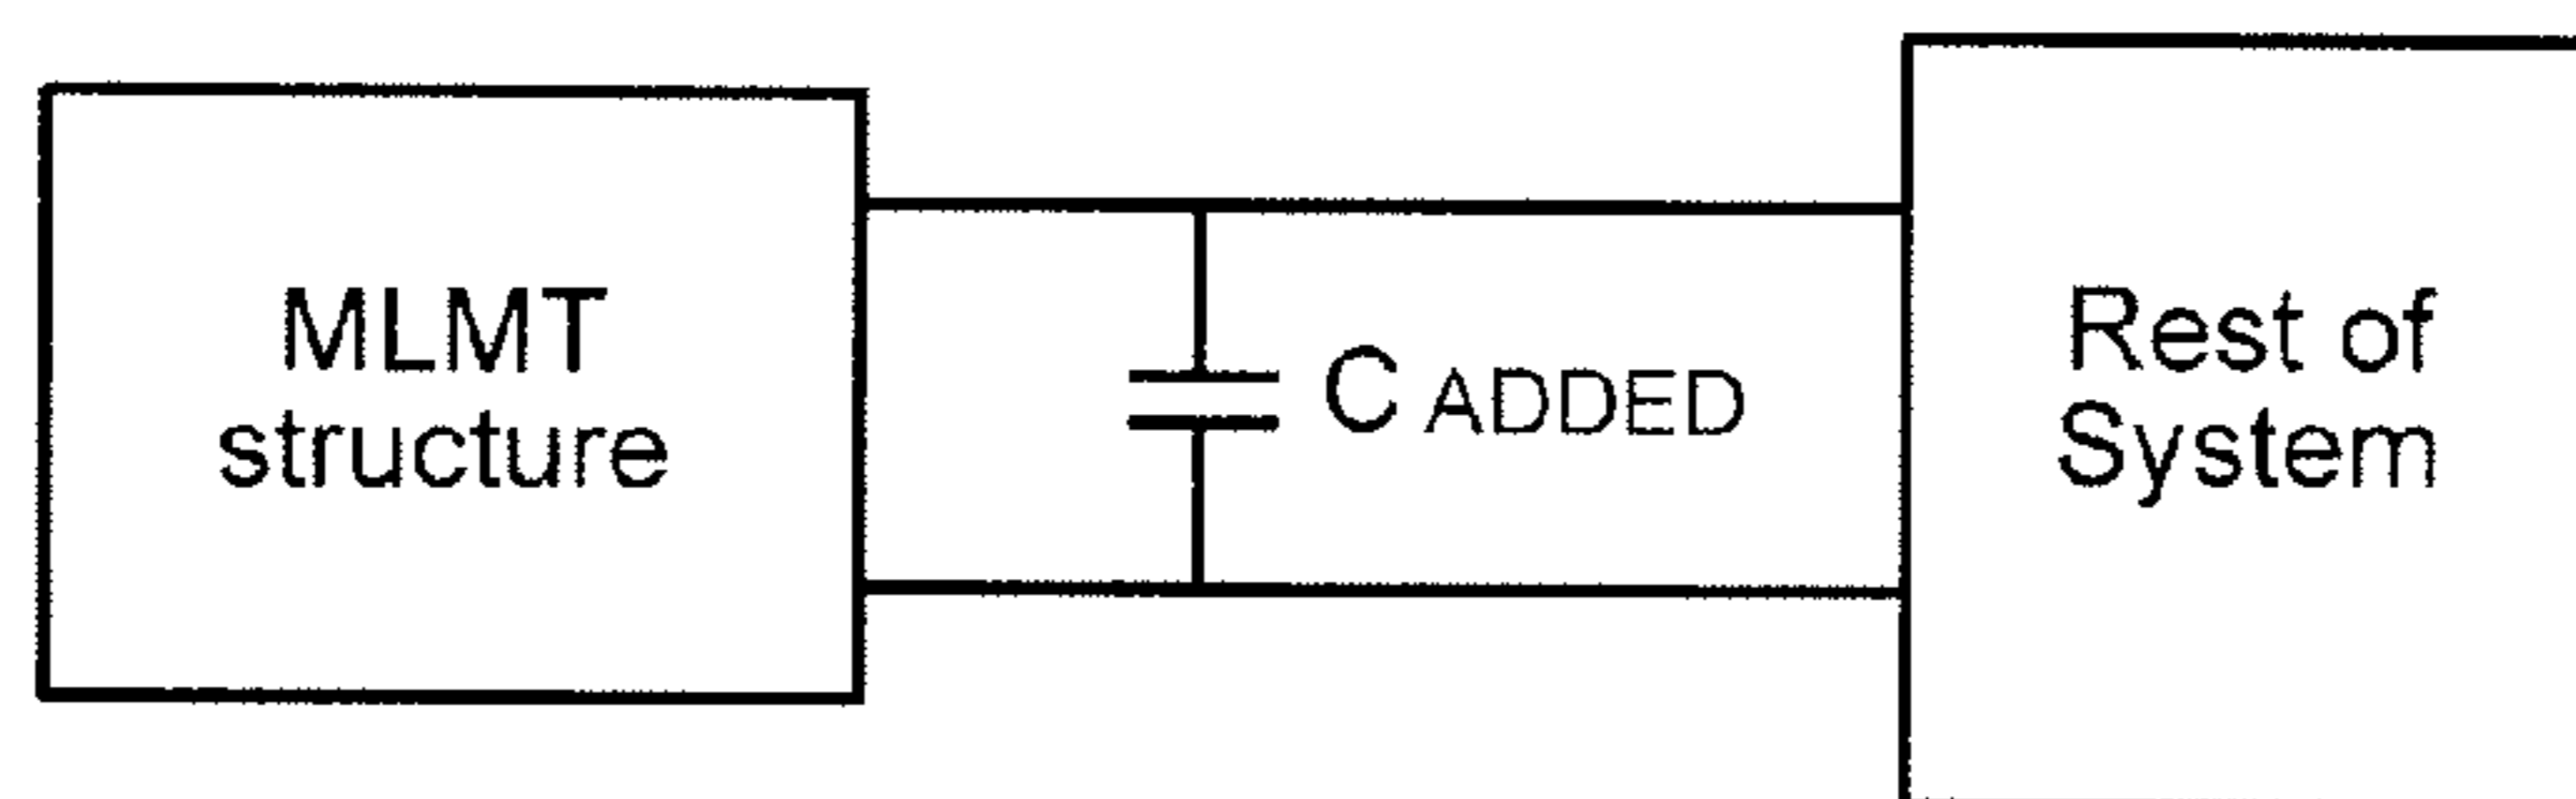 MLMT
structure
C ADDED
Rest of
System